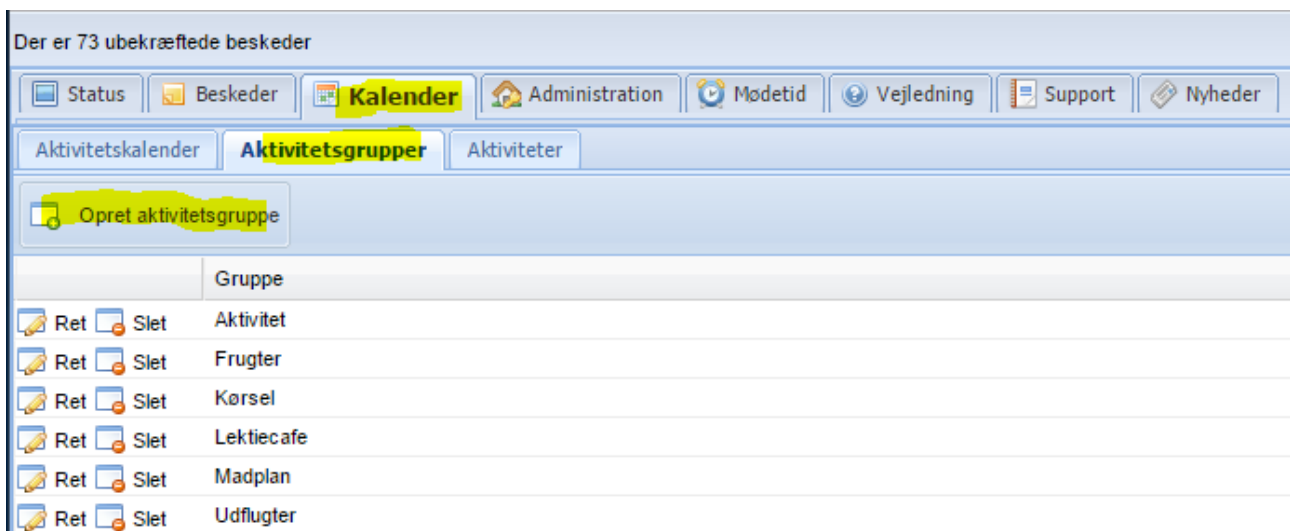 Der er 73 ubekræftede beskeder
Status Beskeder Kalender Administration Mødetid Vejledning Support Nyheder
Aktivitetskalender Aktivitetsgrupper Aktiviteter
Opret aktivitetsgruppe
Gruppe
Ret Slet Aktivitet
Ret Slet Frugter
Ret Slet Kørsel
Ret Slet Lektiecafe
Ret Slet Madplan
Ret Slet Udflugter